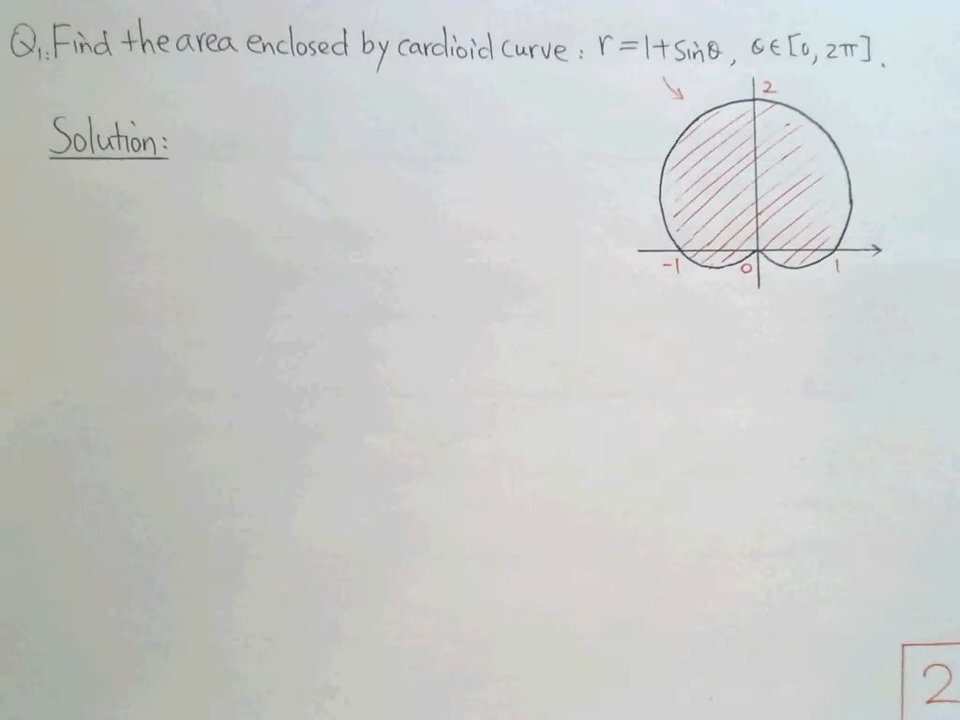 Q₁: Find the area enclosed by cardioid curve: r = 1 + Sinθ, θ ∈ [0, 2π].
2
Solution:
-1 0 1
2